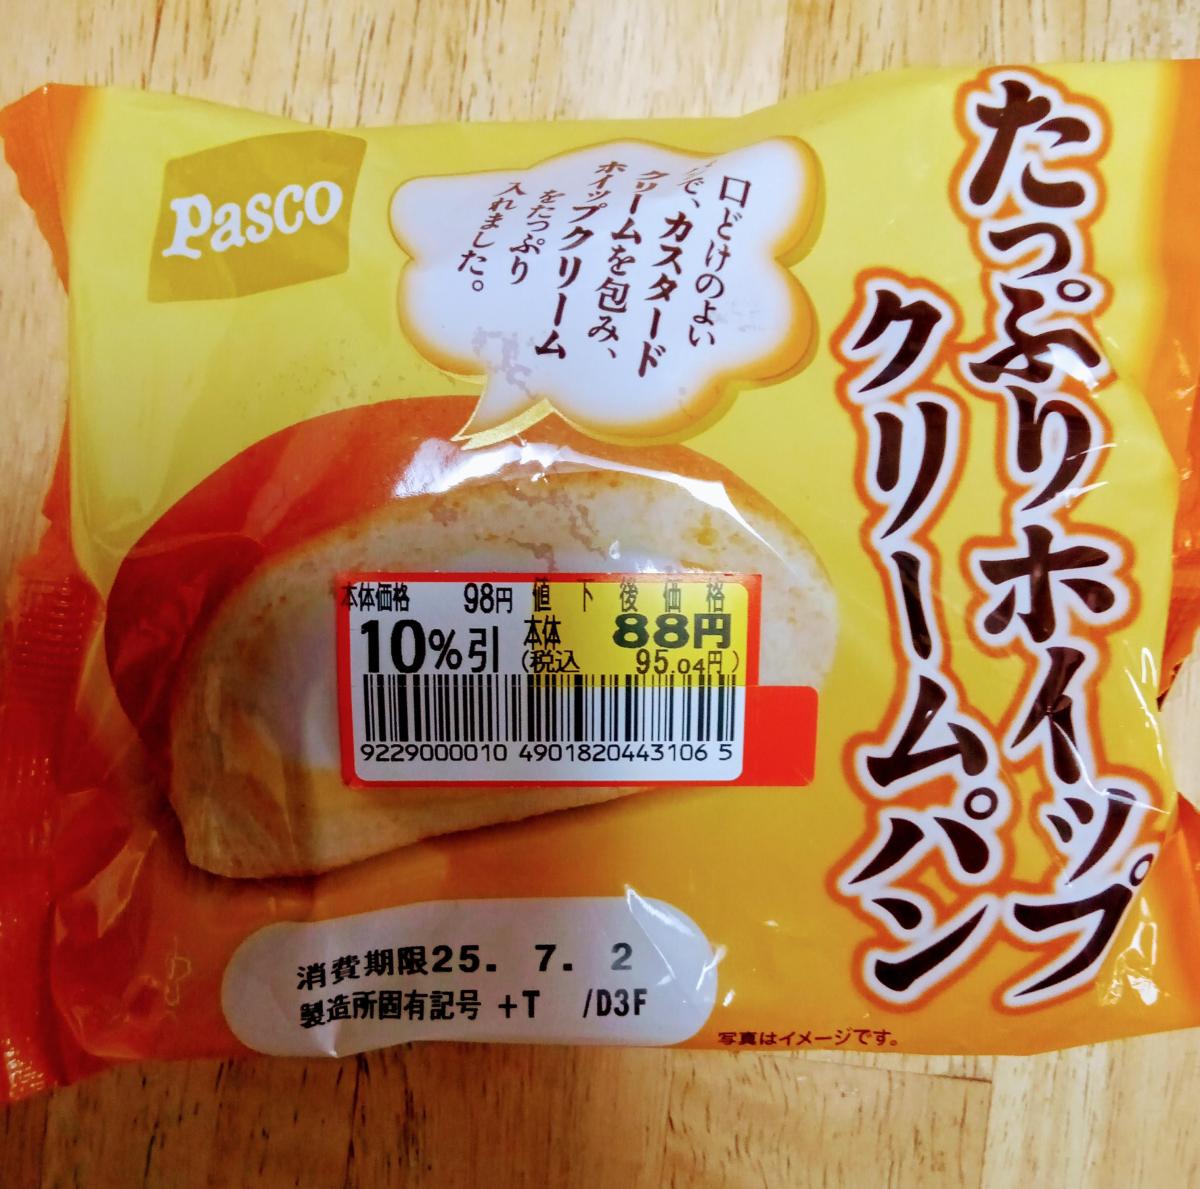 Pasco
口どけのよい
で、カスタード
クリームを包み、
ホイップクリーム
をたっぷり
入れました。
たっぷりホイップ
クリームパン
本体価格 98円 値下後価格
10%引 本体 88円
(税込 95.04円)
9229000010 4901820443106 5
消費期限25. 7. 2
製造所固有記号 +T /D3F
写真はイメージです。